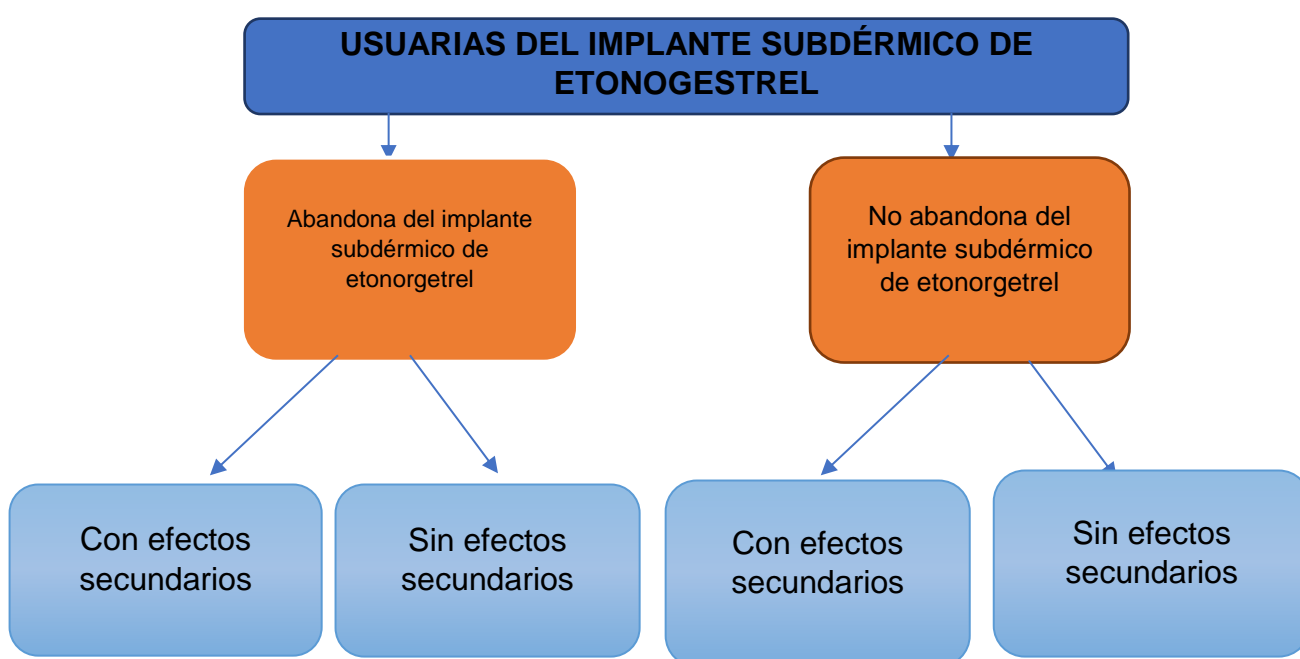 USUARIAS DEL IMPLANTE SUBDÉRMICO DE
ETONOGESTREL
Abandona del implante
subdérmico de
etonorgetrel
No abandona del
implante subdérmico
de etonorgetrel
Con efectos
secundarios
Sin efectos
secundarios
Con efectos
secundarios
Sin efectos
secundarios